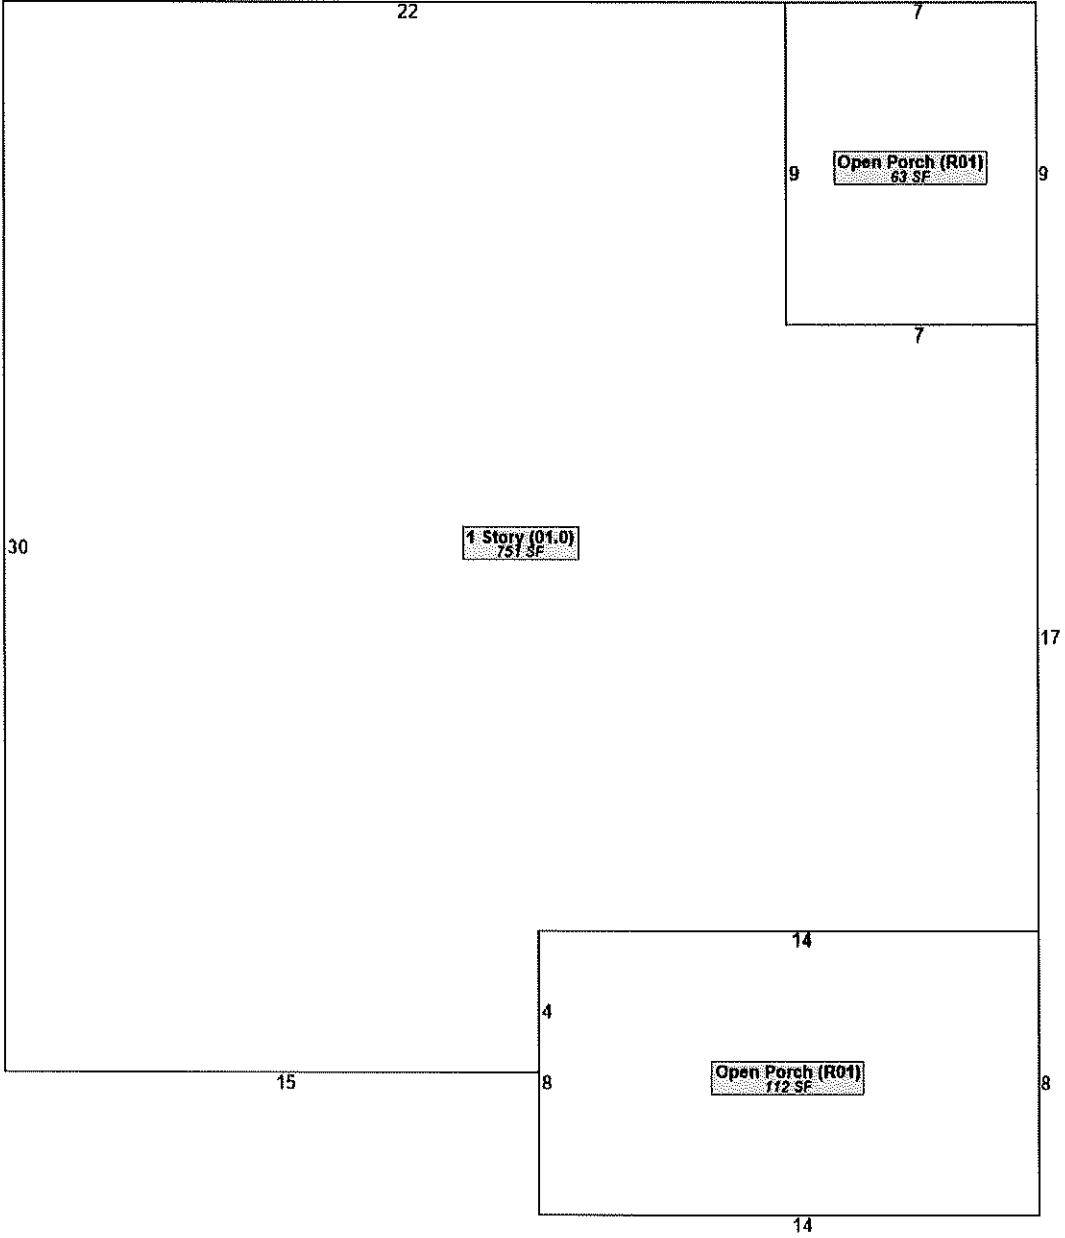 22
7
Open Porch (R01)
63 SF
9
9
7
1 Story (01.0)
751 SF
30
17
14
4
15
8
Open Porch (R01)
112 SF
8
14